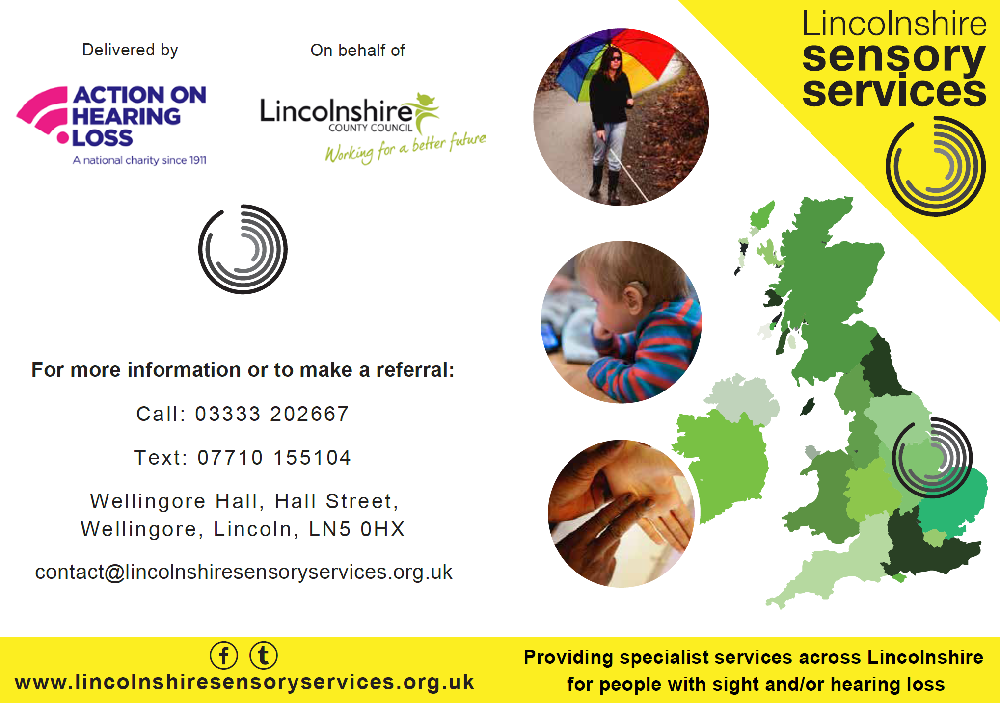 Delivered by
ACTION ON
HEARING
LOSS
A national charity since 1911
On behalf of
Lincolnshire
COUNTY COUNCIL
Working for a better future
For more information or to make a referral:
Call: 03333 202667
Text: 07710 155104
Wellingore Hall, Hall Street,
Wellingore, Lincoln, LN5 0HX
contact@lincolnshiresensoryservices.org.uk
f t
www.lincolnshiresensoryservices.org.uk
Lincolnshire
sensory
services
Providing specialist services across Lincolnshire
for people with sight and/or hearing loss